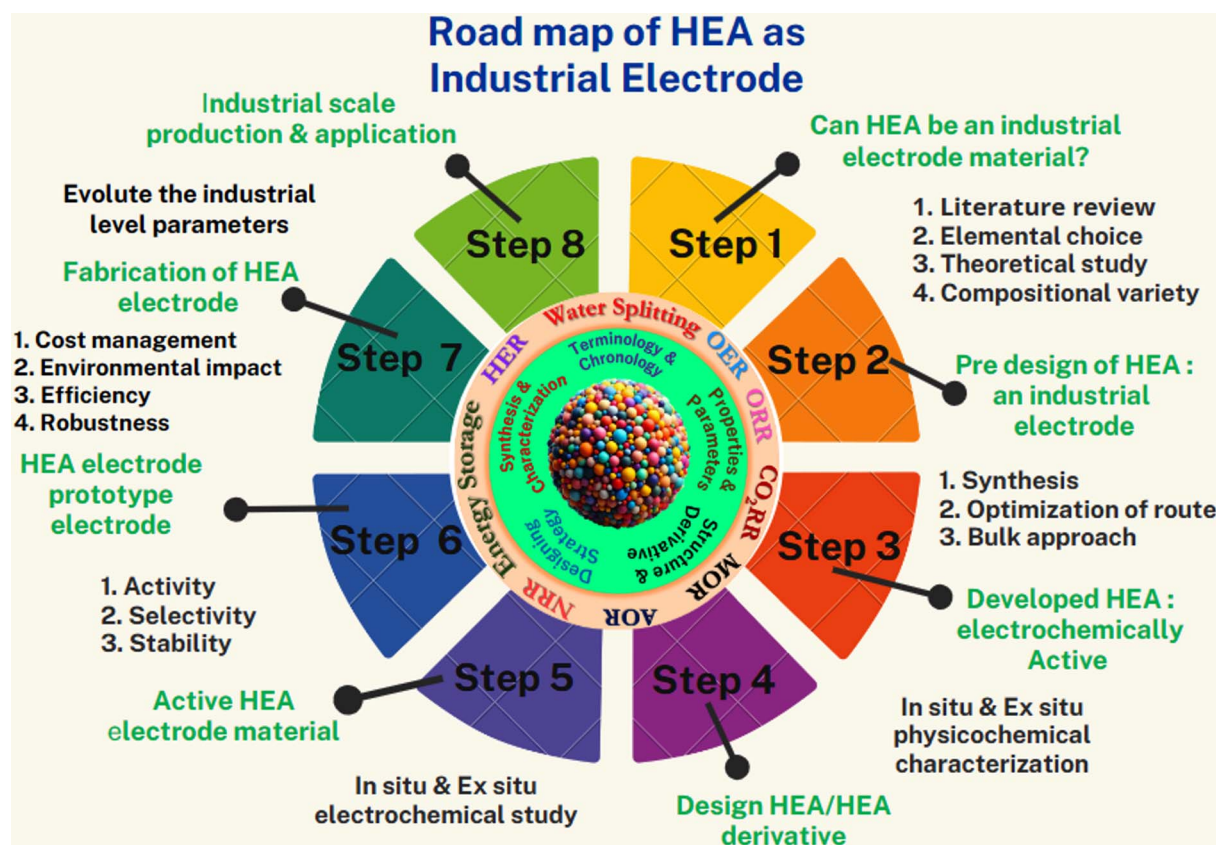 Road map of HEA as
Industrial Electrode
Can HEA be an industrial
electrode material?
1. Literature review
2. Elemental choice
3. Theoretical study
4. Compositional variety
Pre design of HEA :
an industrial
electrode
1. Synthesis
2. Optimization of route
3. Bulk approach
Developed HEA :
electrochemically
Active
In situ & Ex situ
physicochemical
characterization
Design HEA/HEA
derivative
In situ & Ex situ
electrochemical study
Active HEA
electrode material
1. Activity
2. Selectivity
3. Stability
HEA electrode
prototype
electrode
1. Cost management
2. Environmental impact
3. Efficiency
4. Robustness
Fabrication of HEA
electrode
Evolute the industrial
level parameters
Industrial scale
production & application
Step 1
Step 2
Step 3
Step 4
Step 5
Step 6
Step 7
Step 8
Water Splitting
OER
ORR
CO₂RR
MOR
AOR
NRR
Energy Storage
HER
Terminology &
Chronology
Properties &
Parameters
Structure &
Derivative
Designing
Strategy
Synthesis &
Characterization